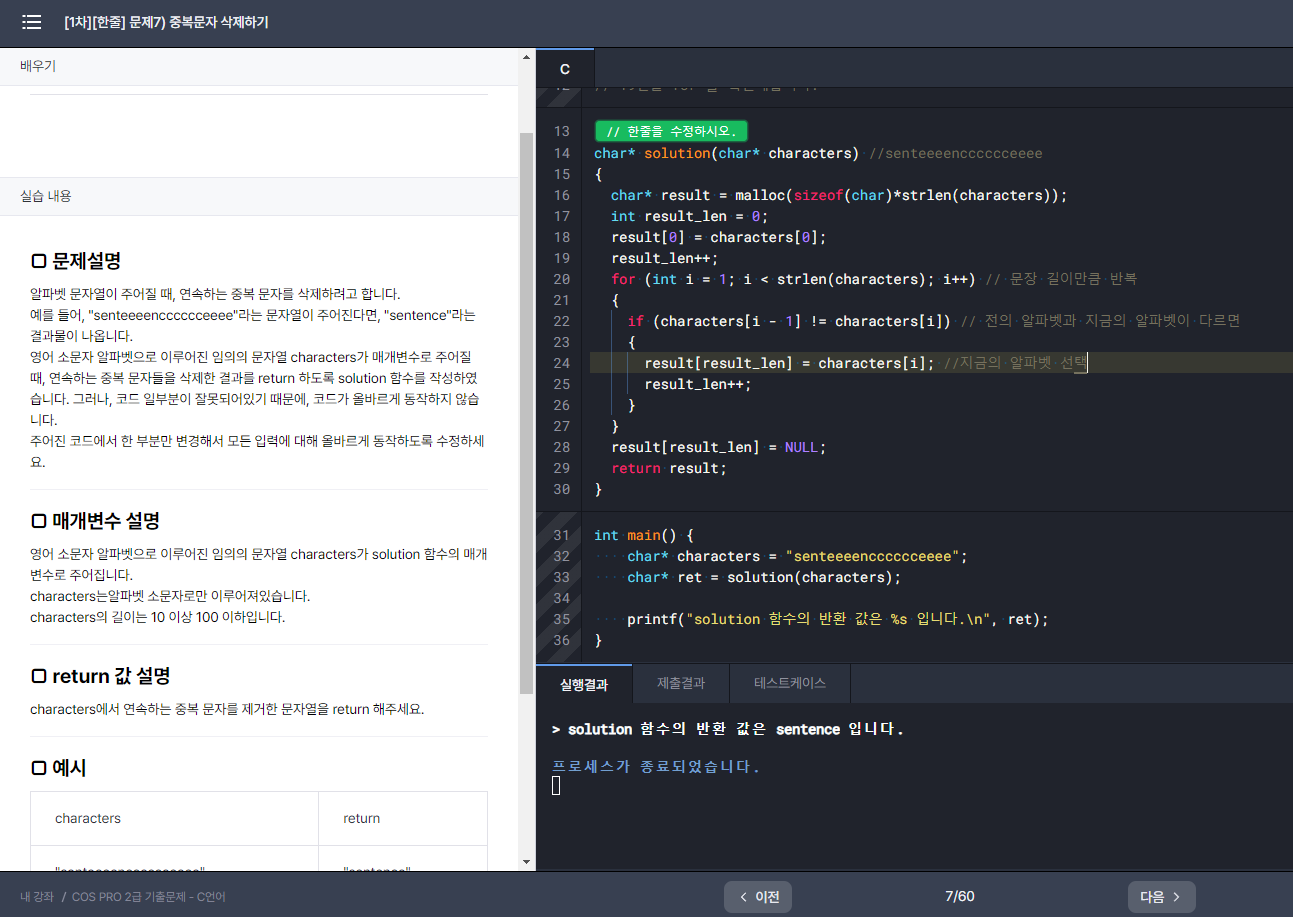 [1차][한줄] 문제7) 중복문자 삭제하기
배우기
실습 내용
문제설명
알파벳 문자열이 주어질 때, 연속하는 중복 문자를 삭제하려고 합니다.
예를 들어, "senteeeencccccceeee"라는 문자열이 주어진다면, "sentence"라는
결과물이 나옵니다.
영어 소문자 알파벳으로 이루어진 임의의 문자열 characters가 매개변수로 주어질
때, 연속하는 중복 문자들을 삭제한 결과를 return 하도록 solution 함수를 작성하였
습니다. 그러나, 코드 일부분이 잘못되어있기 때문에, 코드가 올바르게 동작하지 않습
니다.
주어진 코드에서 한 부분만 변경해서 모든 입력에 대해 올바르게 동작하도록 수정하세
요.
매개변수 설명
영어 소문자 알파벳으로 이루어진 임의의 문자열 characters가 solution 함수의 매개
변수로 주어집니다.
characters는알파벳 소문자로만 이루어져있습니다.
characters의 길이는 10 이상 100 이하입니다.
return 값 설명
characters에서 연속하는 중복 문자를 제거한 문자열을 return 해주세요.
예시
characters return
C
13 // 한줄을 수정하시오.
14 char* solution(char* characters) //senteeeencccccceeee
15 {
16 char* result = malloc(sizeof(char)*strlen(characters));
17 int result_len = 0;
18 result[0] = characters[0];
19 result_len++;
20 for (int i = 1; i < strlen(characters); i++) // 문장 길이만큼 반복
21 {
22 if (characters[i - 1] != characters[i]) // 전의 알파벳과 지금의 알파벳이 다르면
23 {
24 result[result_len] = characters[i]; //지금의 알파벳 선택
25 result_len++;
26 }
27 }
28 result[result_len] = NULL;
29 return result;
30 }
31 int main() {
32 char* characters = "senteeeencccccceeee";
33 char* ret = solution(characters);
34
35 printf("solution 함수의 반환 값은 %s 입니다.\n", ret);
36 }
실행결과 제출결과 테스트케이스
> solution 함수의 반환 값은 sentence 입니다.
프로세스가 종료되었습니다.
내 강좌 / COS PRO 2급 기출문제 - C언어
< 이전 7/60 다음 >